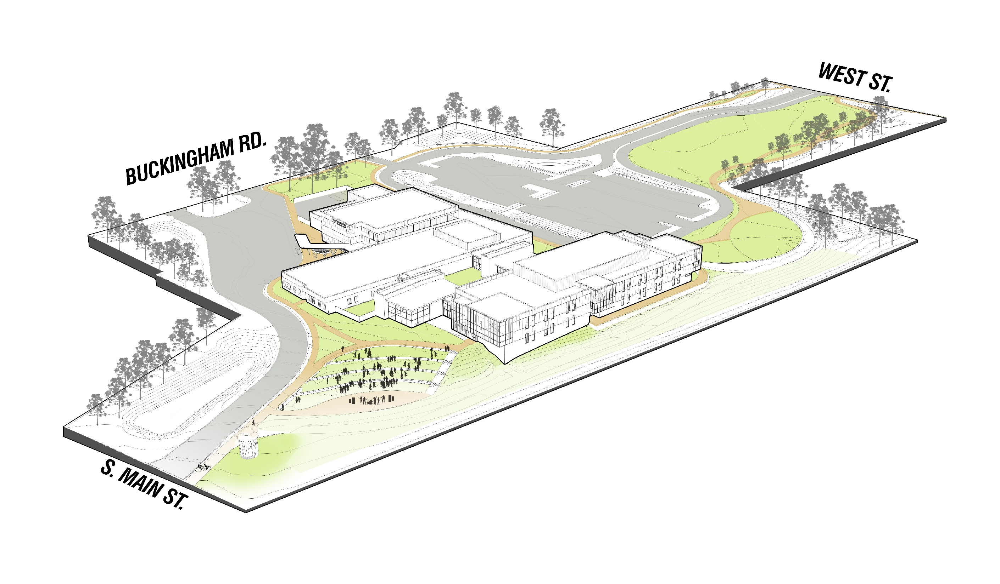 WEST ST.
BUCKINGHAM RD.
S. MAIN ST.